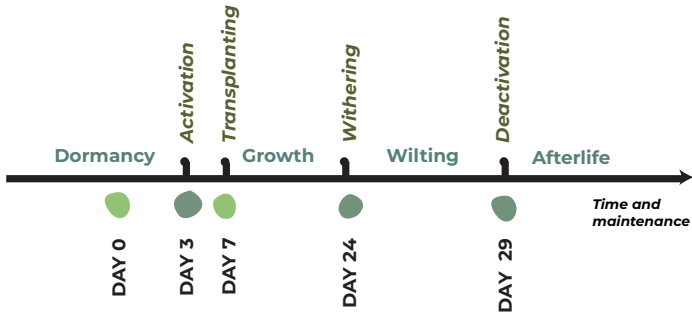 Activation
Transplanting
Withering
Deactivation
Dormancy
Growth
Wilting
Afterlife
Time and
maintenance
DAY 0
DAY 3
DAY 7
DAY 24
DAY 29